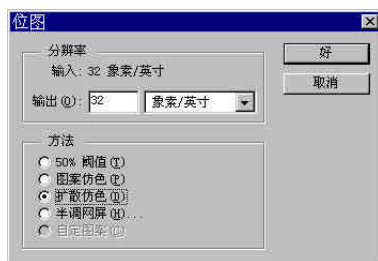 位图
分辨率
输入: 32 象素/英寸
输出(O): 32 象素/英寸
好
取消
方法
50% 阈值(T)
图案仿色(P)
扩散仿色(D)
半调网屏(H)...
自定图案(C)